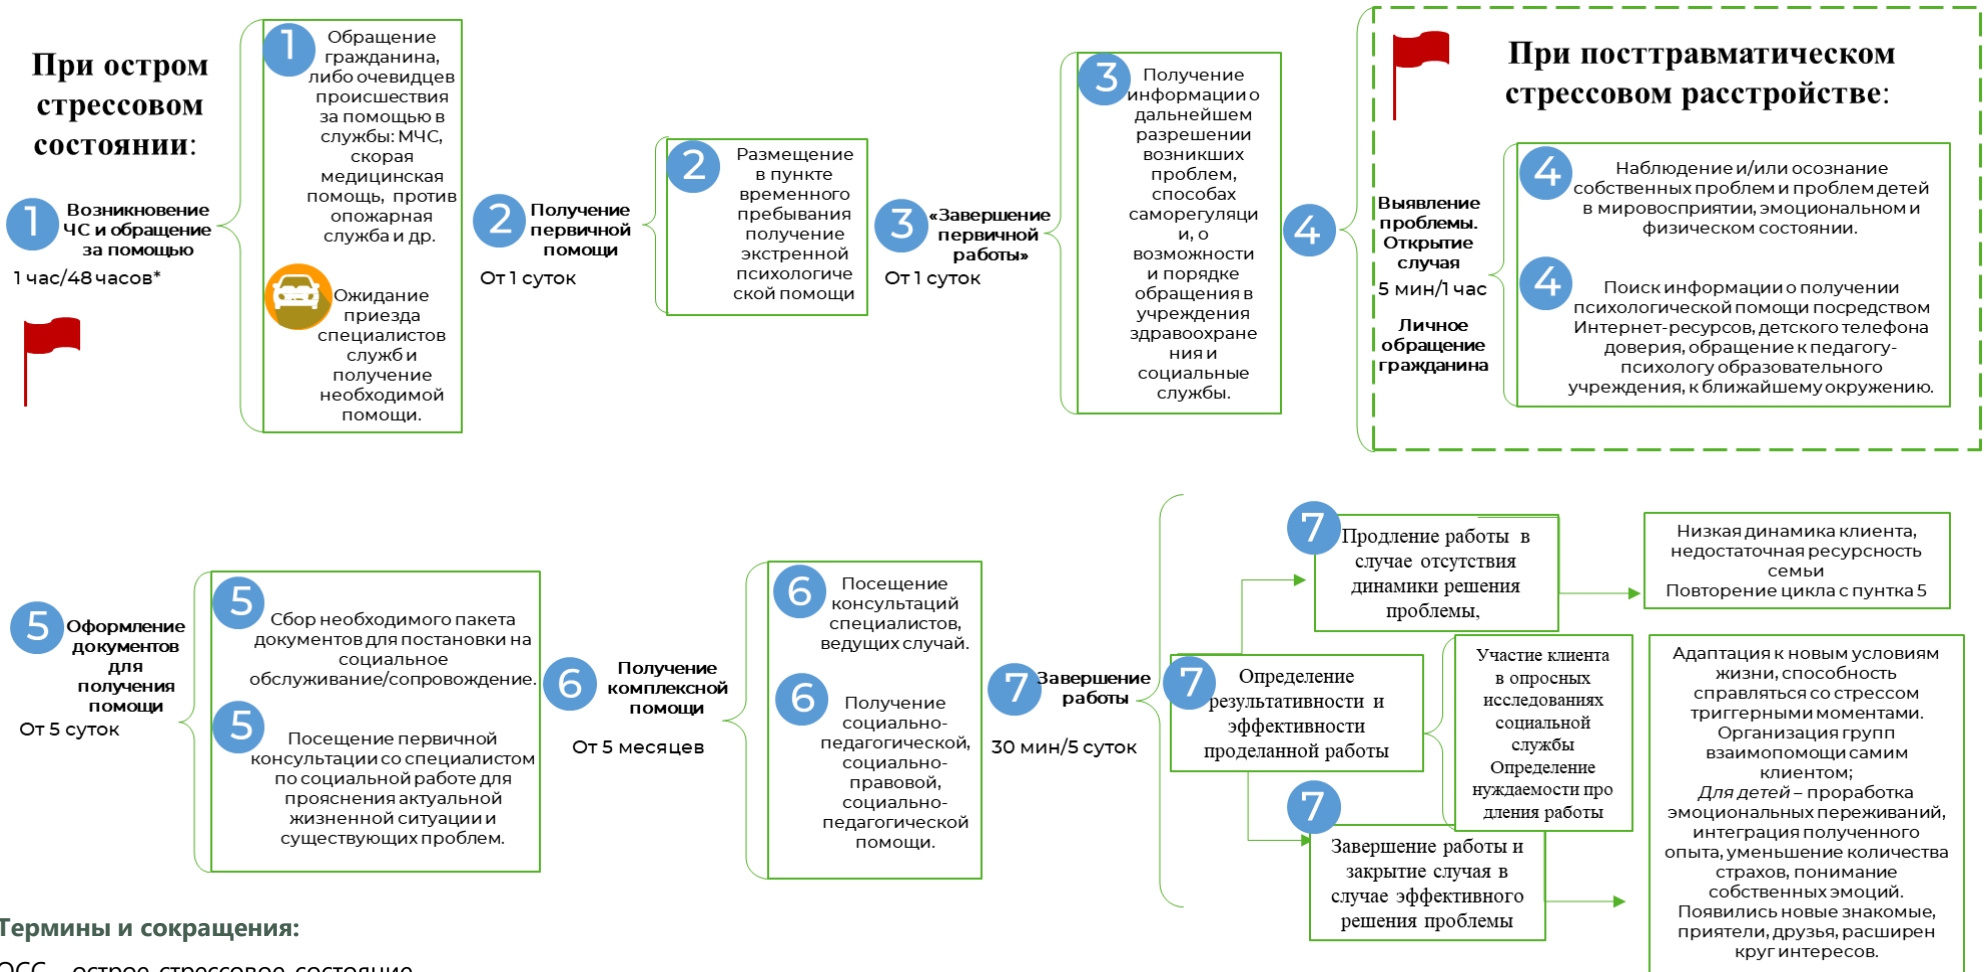 При остром
стрессовом
состоянии:
1
Возникновение
ЧС и обращение
за помощью
1 час/48 часов*
1
Обращение
гражданина,
либо очевидцев
происшествия
за помощью в
службы: МЧС,
скорая
медицинская
помощь, против
опожарная
служба и др.
Ожидание
приезда
специалистов
служб и
получение
необходимой
помощи.
2
Получение
первичной
помощи
От 1 суток
2
Размещение
в пункте
временного
пребывания
получение
экстренной
психологиче
ской помощи
3
«Завершение
первичной
работы»
От 1 суток
3
Получение
информации о
дальнейшем
разрешении
возникших
проблем,
способах
саморегуляци
и, о
возможности
и порядке
обращения в
учреждения
здравоохране
ния и
социальные
службы.
4
При посттравматическом
стрессовом расстройстве:
Выявление
проблемы.
Открытие
случая
5 мин/1 час
Личное
обращение
гражданина
4
Наблюдение и/или осознание
собственных проблем и проблем детей
в мировосприятии, эмоциональном и
физическом состоянии.
4
Поиск информации о получении
психологической помощи посредством
Интернет-ресурсов, детского телефона
доверия, обращение к педагогу-
психологу образовательного
учреждения, к ближайшему окружению.
5
Оформление
документов
для
получения
помощи
От 5 суток
5
Сбор необходимого пакета
документов для постановки на
социальное
обслуживание/сопровождение.
5
Посещение первичной
консультации со специалистом
по социальной работе для
прояснения актуальной
жизненной ситуации и
существующих проблем.
6
Получение
комплексной
помощи
От 5 месяцев
6
Посещение
консультаций
специалистов,
ведущих случай.
6
Получение
социально-
педагогической,
социально-
правовой,
социально-
педагогической
помощи.
7
Завершение
работы
30 мин/5 суток
7
Продление работы в
случае отсутствия
динамики решения
проблемы,
Низкая динамика клиента,
недостаточная ресурсность
семьи
Повторение цикла с пунтка 5
7
Определение
результативности и
эффективности
проделанной работы
Участие клиента
в опросных
исследованиях
социальной
службы
Определение
нуждаемости про
дления работы
7
Завершение работы и
закрытие случая в
случае эффективного
решения проблемы
Адаптация к новым условиям
жизни, способность
справляться со стрессом
триггерными моментами.
Организация групп
взаимопомощи самим
клиентом;
Для детей – проработка
эмоциональных переживаний,
интеграция полученного
опыта, уменьшение количества
страхов, понимание
собственных эмоций.
Появились новые знакомые,
приятели, друзья, расширен
круг интересов.
Термины и сокращения:
ОСС – острое стрессовое состояние